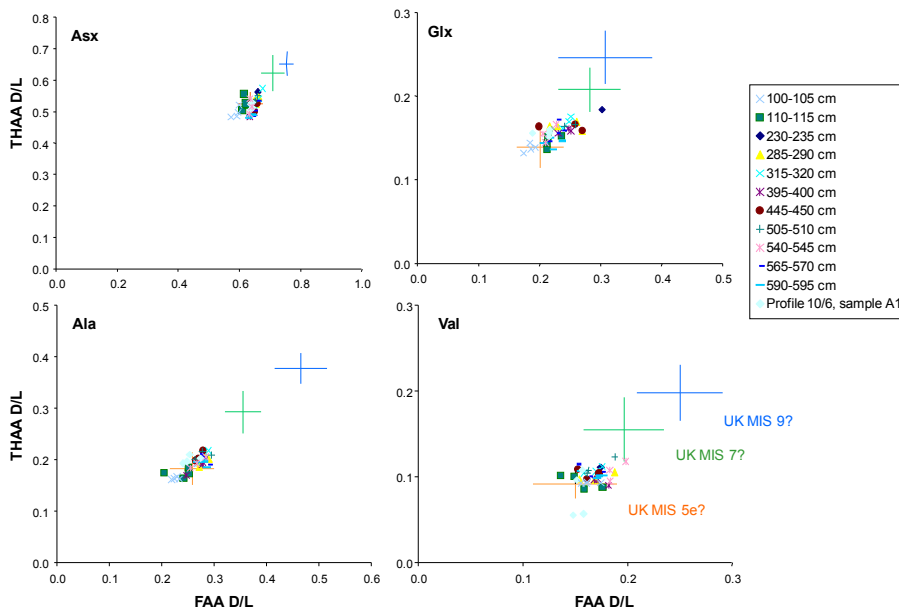 Asx
THAA D/L
0.8
0.7
0.6
0.5
0.4
0.3
0.2
0.1
0.0
0.0 0.2 0.4 0.6 0.8 1.0
Glx
0.3
0.2
0.1
0.0
0.0 0.1 0.2 0.3 0.4 0.5
100-105 cm
110-115 cm
230-235 cm
285-290 cm
315-320 cm
395-400 cm
445-450 cm
505-510 cm
540-545 cm
565-570 cm
590-595 cm
Profile 10/6, sample A1
Ala
THAA D/L
0.5
0.4
0.3
0.2
0.1
0.0
0.0 0.1 0.2 0.3 0.4 0.5 0.6
FAA D/L
Val
0.3
0.2
0.1
0.0
0.0 0.1 0.2 0.3
FAA D/L
UK MIS 9?
UK MIS 7?
UK MIS 5e?